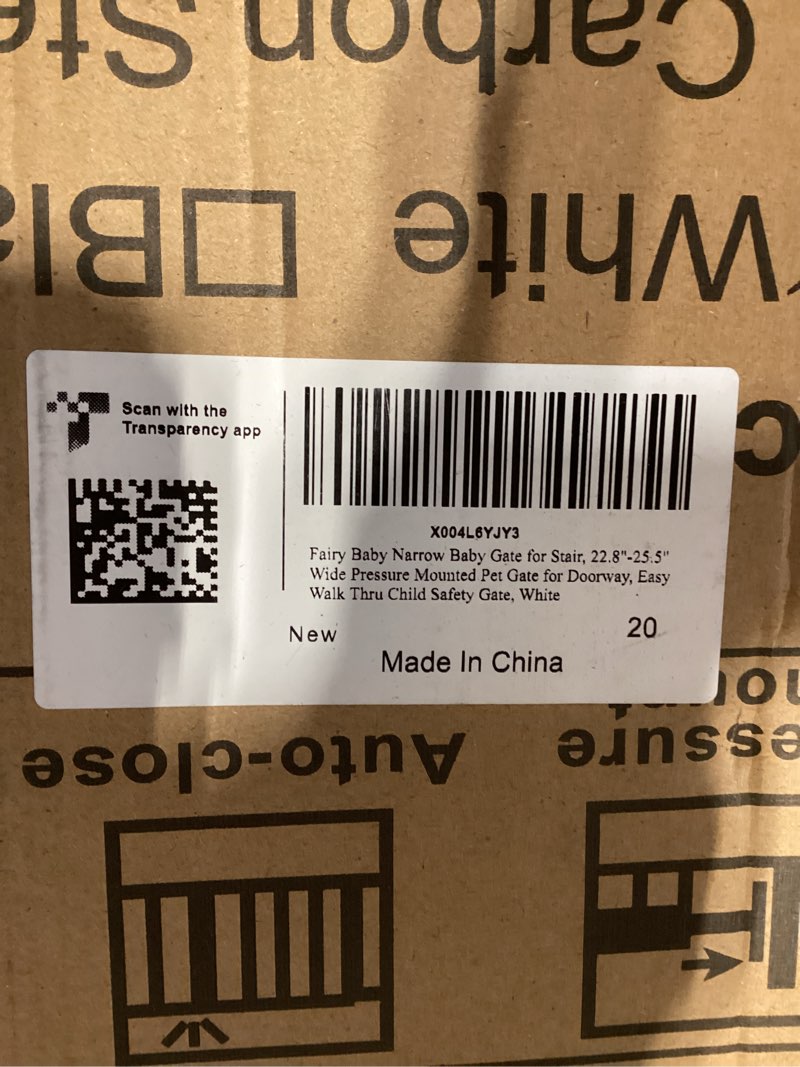 Carbon Ste
White □Bla
Scan with the
Transparency app
X004L6YJY3
Fairy Baby Narrow Baby Gate for Stair, 22.8"-25.5"
Wide Pressure Mounted Pet Gate for Doorway, Easy
Walk Thru Child Safety Gate, White
New
20
Made In China
essure
Auto-close